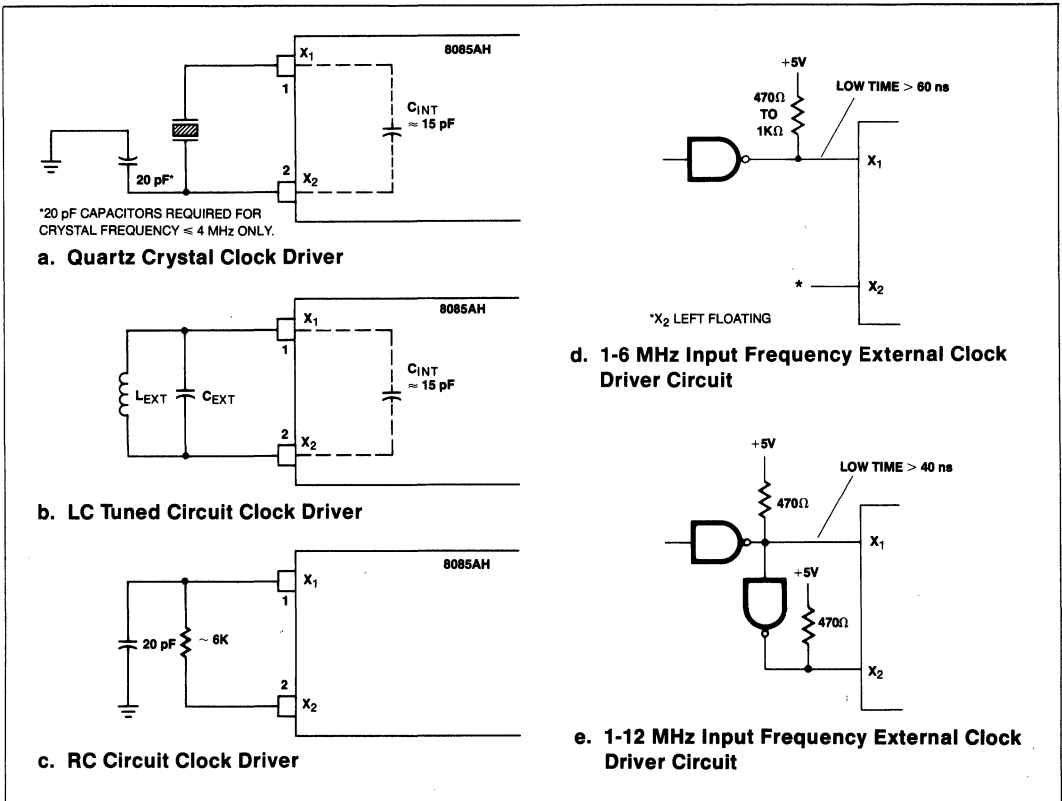 X1
8085AH
1
CINT
≈ 15 pF
20 pF*
2
X2
*20 pF CAPACITORS REQUIRED FOR
CRYSTAL FREQUENCY ≤ 4 MHz ONLY.
a. Quartz Crystal Clock Driver
X1
8085AH
1
CINT
≈ 15 pF
LEXT
CEXT
2
X2
b. LC Tuned Circuit Clock Driver
8085AH
X1
1
20 pF
~ 6K
2
X2
c. RC Circuit Clock Driver
+5V
LOW TIME > 60 ns
470Ω
TO
1KΩ
X1
*
X2
*X2 LEFT FLOATING
d. 1-6 MHz Input Frequency External Clock
Driver Circuit
+5V
LOW TIME > 40 ns
470Ω
X1
+5V
470Ω
X2
e. 1-12 MHz Input Frequency External Clock
Driver Circuit